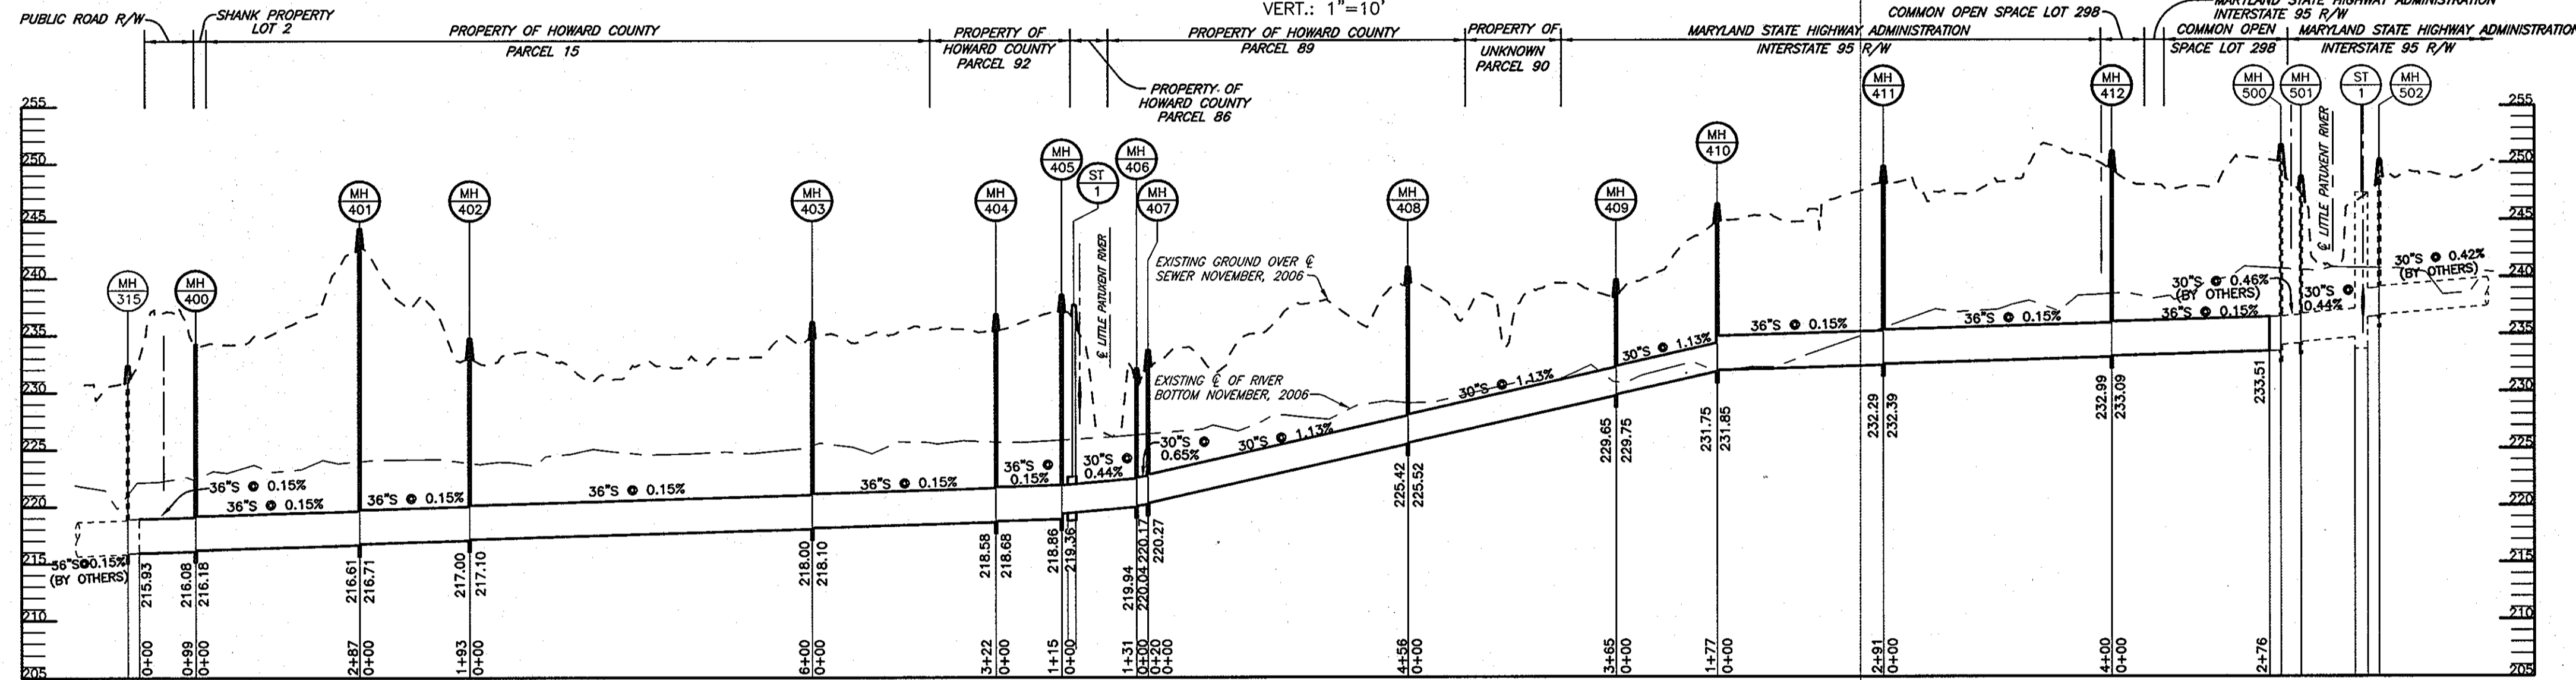 VERT.: 1"=10'
PUBLIC ROAD R/W
SHANK PROPERTY
LOT 2
PROPERTY OF HOWARD COUNTY
PARCEL 15
PROPERTY OF
HOWARD COUNTY
PARCEL 92
PROPERTY OF
HOWARD COUNTY
PARCEL 86
PROPERTY OF HOWARD COUNTY
PARCEL 89
PROPERTY OF
UNKNOWN
PARCEL 90
MARYLAND STATE HIGHWAY ADMINISTRATION
INTERSTATE 95 R/W
COMMON OPEN SPACE LOT 298
MARYLAND STATE HIGHWAY ADMINISTRATION
INTERSTATE 95 R/W
COMMON OPEN
SPACE LOT 298
MARYLAND STATE HIGHWAY ADMINISTRATION
INTERSTATE 95 R/W
MH
315
MH
400
MH
401
MH
402
MH
403
MH
404
MH
405
ST
1
MH
406
MH
407
MH
408
MH
409
MH
410
MH
411
MH
412
MH
500
MH
501
ST
1
MH
502
255
250
245
240
235
230
225
220
215
210
205
255
250
245
240
235
230
225
220
215
210
205
℄ LITTLE PATUXENT RIVER
℄ LITTLE PATUXENT RIVER
EXISTING GROUND OVER ℄
SEWER NOVEMBER, 2006
EXISTING ℄ OF RIVER
BOTTOM NOVEMBER, 2006
36"S@0.15%
(BY OTHERS)
36"S @ 0.15%
36"S @ 0.15%
36"S @ 0.15%
36"S @ 0.15%
36"S @ 0.15%
36"S @
0.15%
30"S @
0.44%
30"S @
0.65%
30"S @ 1.13%
30"S @ 1.13%
30"S @ 1.13%
36"S @ 0.15%
36"S @ 0.15%
36"S @ 0.15%
30"S @ 0.46%
(BY OTHERS)
30"S @
0.44%
30"S @ 0.42%
(BY OTHERS)
215.93
216.08
216.18
216.61
216.71
217.00
217.10
218.00
218.10
218.58
218.68
218.86
219.36
219.94
220.04
220.17
220.27
225.42
225.52
229.65
229.75
231.75
231.85
232.29
232.39
232.99
233.09
233.51
0+00
0+99
0+00
2+87
0+00
1+93
0+00
6+00
0+00
3+22
0+00
1+15
0+00
1+31
0+00
0+20
0+00
4+56
0+00
3+65
0+00
1+77
0+00
2+91
0+00
4+00
0+00
2+76